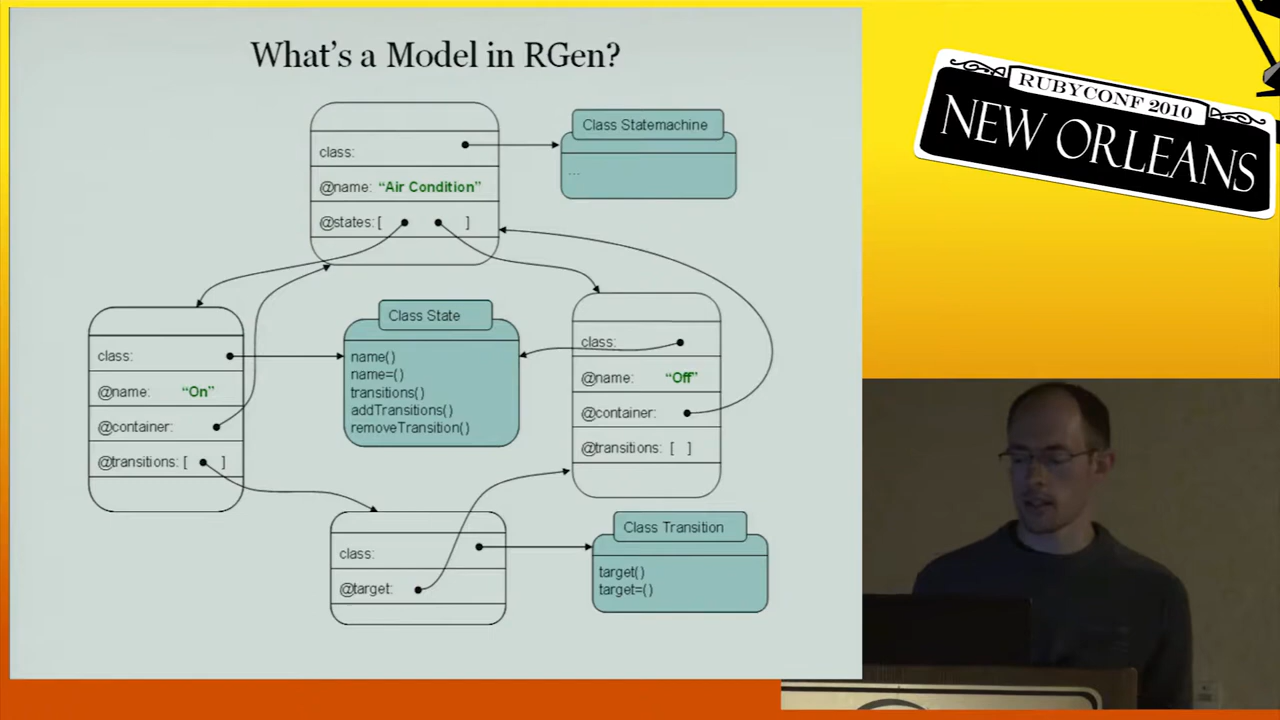 What's a Model in RGen?
class:
@name: “Air Condition”
@states: [ ]
Class Statemachine
...
class:
@name: “On”
@container:
@transitions: [ ]
Class State
name()
name=()
transitions()
addTransitions()
removeTransition()
class:
@name: “Off”
@container:
@transitions: [ ]
class:
@target:
Class Transition
target()
target=()
RUBYCONF 2010
NEW ORLEANS